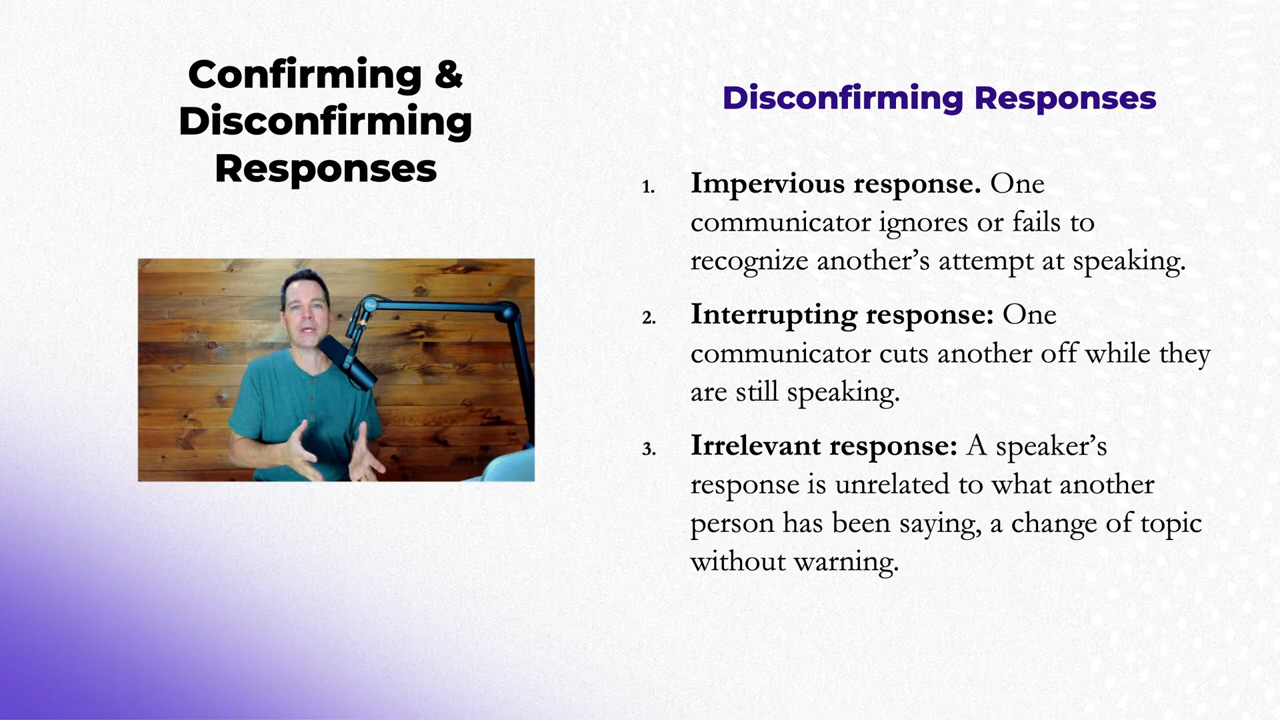 Confirming &
Disconfirming
Responses
Disconfirming Responses
1. Impervious response. One
communicator ignores or fails to
recognize another’s attempt at speaking.
2. Interrupting response: One
communicator cuts another off while they
are still speaking.
3. Irrelevant response: A speaker’s
response is unrelated to what another
person has been saying, a change of topic
without warning.